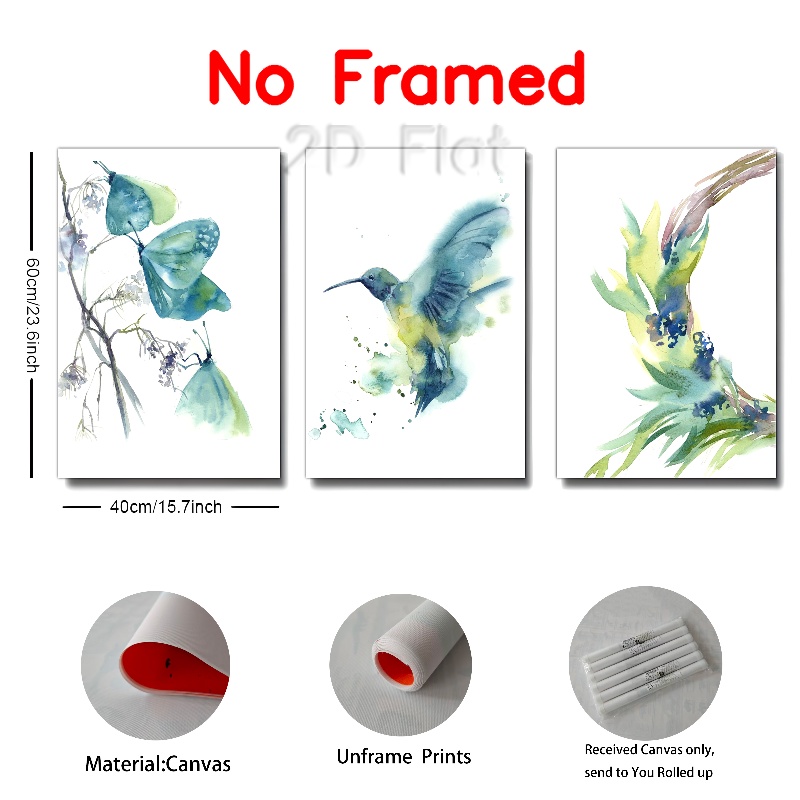 No Framed
2D Flat
60cm/23.6inch
40cm/15.7inch
Material:Canvas
Unframe Prints
Received Canvas only,
send to You Rolled up